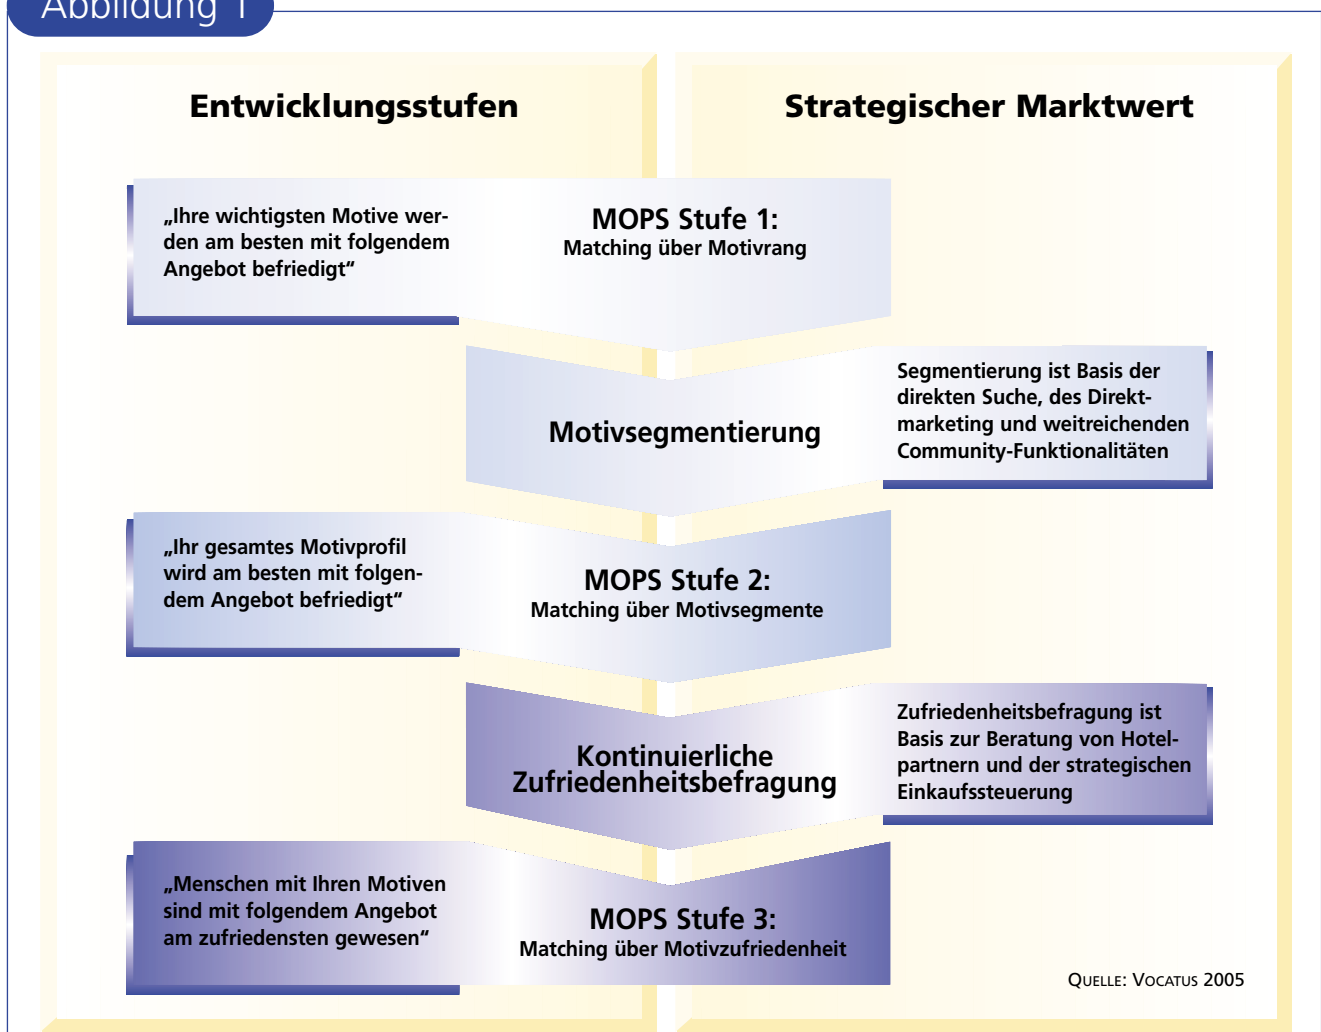 Abbildung 1
Entwicklungsstufen
Strategischer Marktwert
„Ihre wichtigsten Motive wer-
den am besten mit folgendem
Angebot befriedigt“
MOPS Stufe 1:
Matching über Motivrang
Motivsegmentierung
Segmentierung ist Basis der
direkten Suche, des Direkt-
marketing und weitreichenden
Community-Funktionalitäten
„Ihr gesamtes Motivprofil
wird am besten mit folgen-
dem Angebot befriedigt“
MOPS Stufe 2:
Matching über Motivsegmente
Kontinuierliche
Zufriedenheitsbefragung
Zufriedenheitsbefragung ist
Basis zur Beratung von Hotel-
partnern und der strategischen
Einkaufssteuerung
„Menschen mit Ihren Motiven
sind mit folgendem Angebot
am zufriedensten gewesen“
MOPS Stufe 3:
Matching über Motivzufriedenheit
QUELLE: VOCATUS 2005